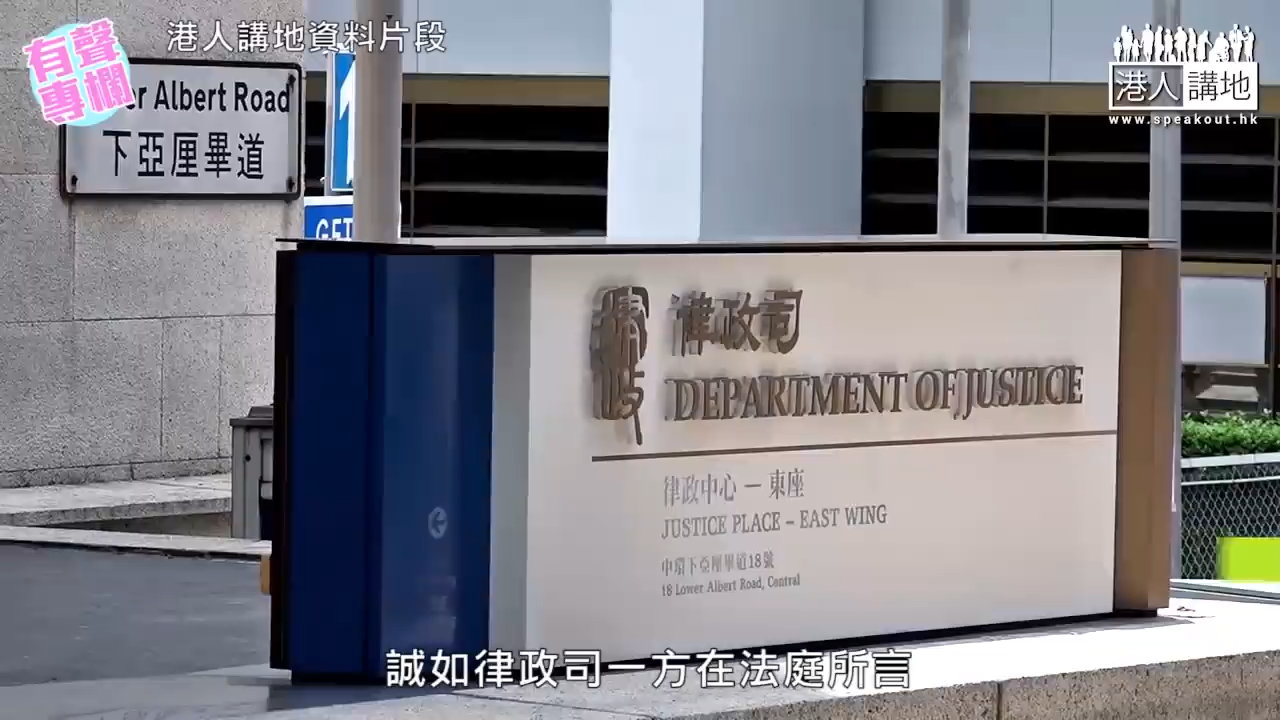 港人講地資料片段
有聲
專欄
er Albert Road
下亞厘畢道
GET
港人講地
www.speakout.hk
律政司
DEPARTMENT OF JUSTICE
律政中心 — 東座
JUSTICE PLACE – EAST WING
中環下亞厘畢道18號
18 Lower Albert Road, Central
誠如律政司一方在法庭所言